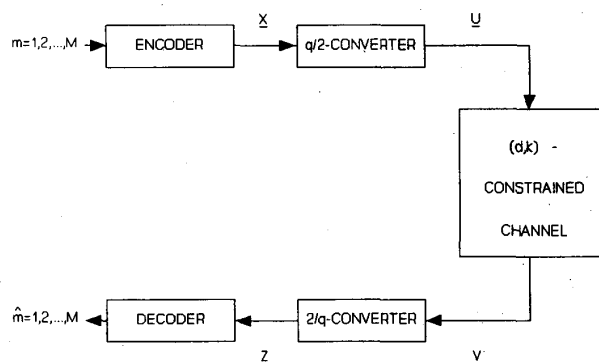 m=1,2,...,M
ENCODER
X
q/2-CONVERTER
U
(d,k) -
CONSTRAINED
CHANNEL
m̂=1,2,...,M
DECODER
Z
2/q-CONVERTER
V